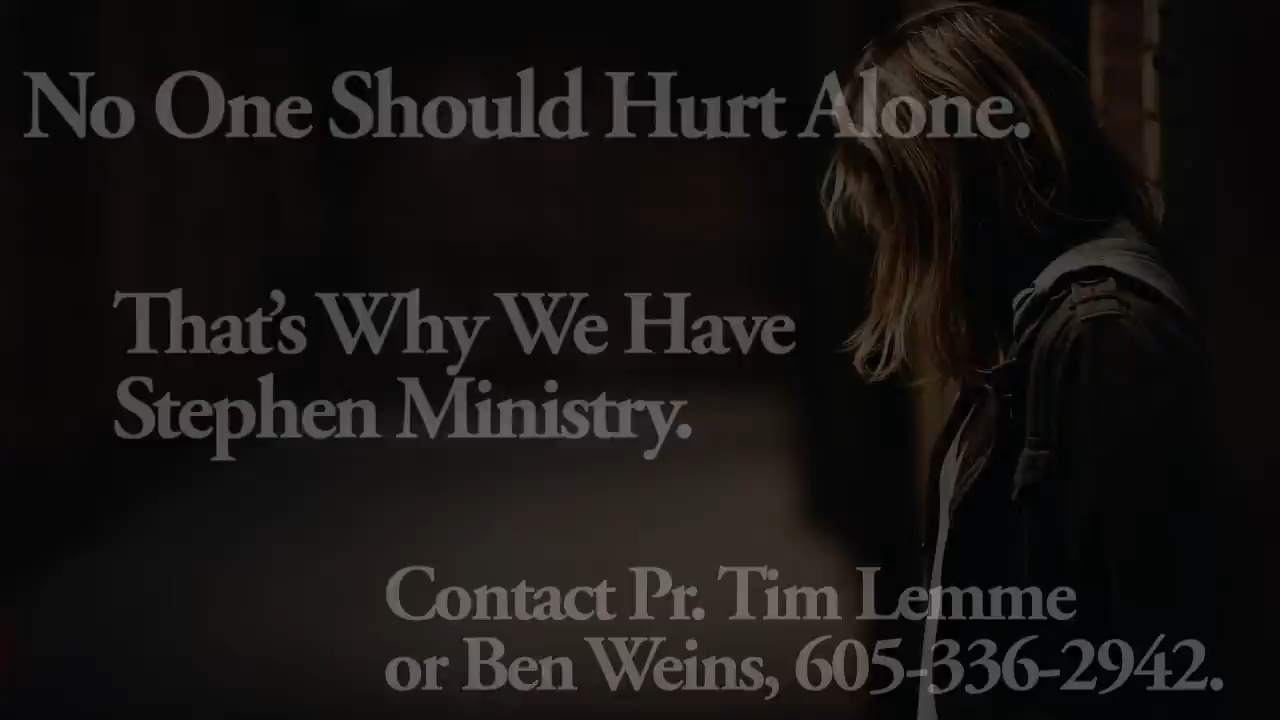 No One Should Hurt Alone.
That's Why We Have
Stephen Ministry.
Contact Pr. Tim Lemme
or Ben Weins, 605-336-2942.